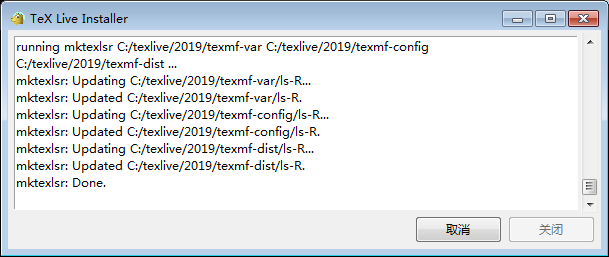 TeX Live Installer
running mktexlsr C:/texlive/2019/texmf-var C:/texlive/2019/texmf-config
C:/texlive/2019/texmf-dist ...
mktexlsr: Updating C:/texlive/2019/texmf-var/ls-R...
mktexlsr: Updated C:/texlive/2019/texmf-var/ls-R.
mktexlsr: Updating C:/texlive/2019/texmf-config/ls-R...
mktexlsr: Updated C:/texlive/2019/texmf-config/ls-R.
mktexlsr: Updating C:/texlive/2019/texmf-dist/ls-R...
mktexlsr: Updated C:/texlive/2019/texmf-dist/ls-R.
mktexlsr: Done.
取消 关闭